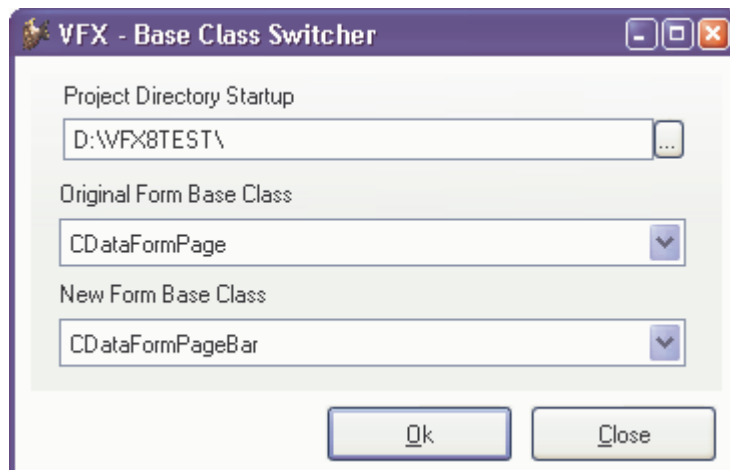 VFX - Base Class Switcher
Project Directory Startup
D:\VFX8TEST\
...
Original Form Base Class
CDataFormPage
New Form Base Class
CDataFormPageBar
Ok Close